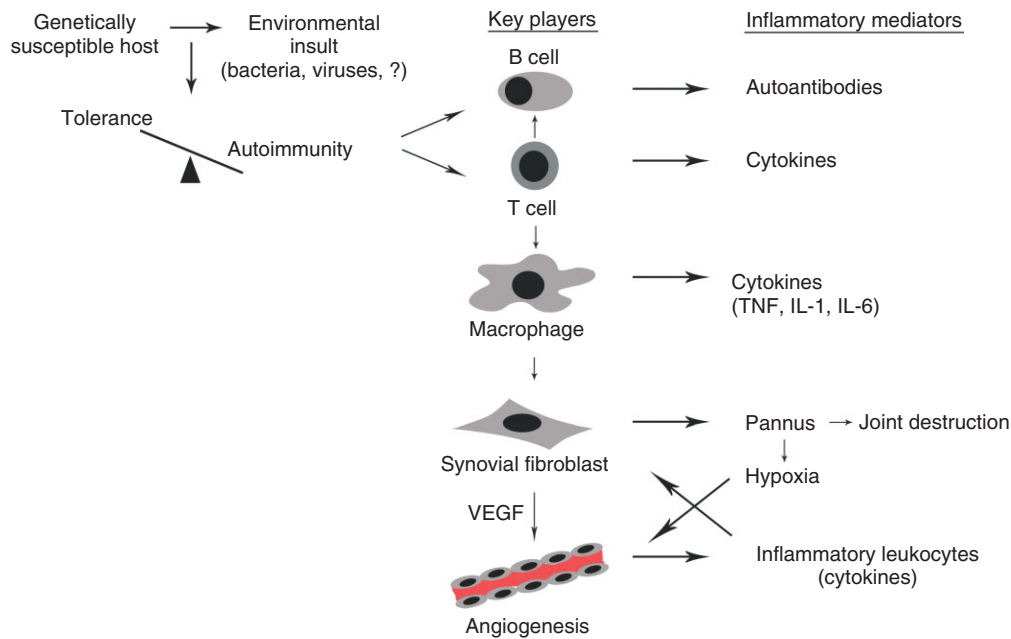 Genetically
susceptible host
Environmental
insult
(bacteria, viruses, ?)
Tolerance
Autoimmunity
Key players
Inflammatory mediators
B cell
Autoantibodies
Cytokines
T cell
Cytokines
(TNF, IL-1, IL-6)
Macrophage
Pannus
Joint destruction
Synovial fibroblast
Hypoxia
VEGF
Inflammatory leukocytes
(cytokines)
Angiogenesis